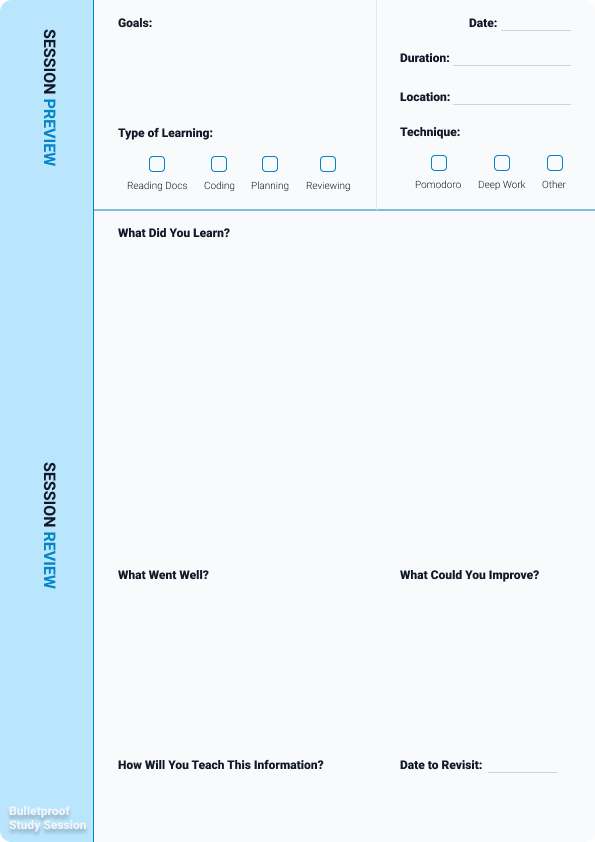 SESSION PREVIEW
Goals:
Date:
Duration:
Location:
Type of Learning:
Reading Docs
Coding
Planning
Reviewing
Technique:
Pomodoro
Deep Work
Other
SESSION REVIEW
What Did You Learn?
What Went Well?
What Could You Improve?
How Will You Teach This Information?
Date to Revisit:
Bulletproof
Study Session